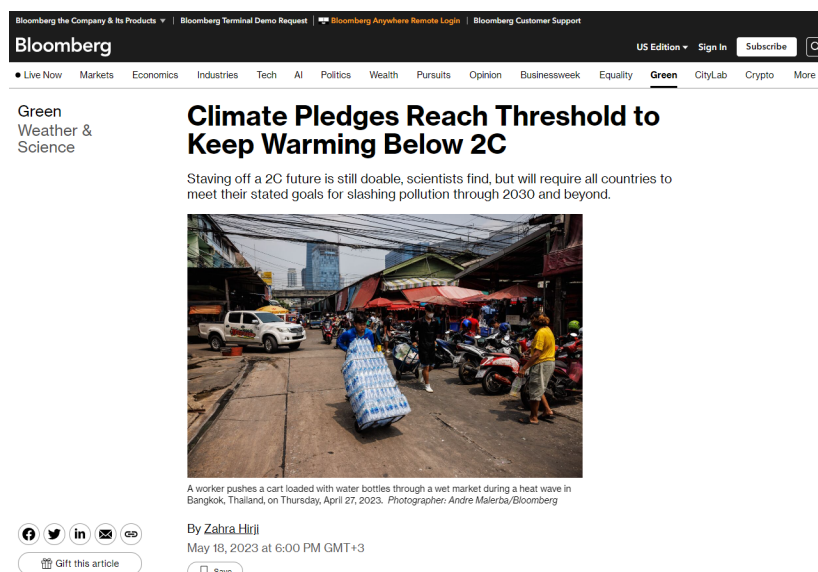 Bloomberg the Company & Its Products ▼ | Bloomberg Terminal Demo Request | Bloomberg Anywhere Remote Login | Bloomberg Customer Support
Bloomberg
US Edition ▾ Sign In Subscribe
• Live Now Markets Economics Industries Tech AI Politics Wealth Pursuits Opinion Businessweek Equality Green CityLab Crypto More
Green
Weather &
Science
Climate Pledges Reach Threshold to
Keep Warming Below 2C
Staving off a 2C future is still doable, scientists find, but will require all countries to
meet their stated goals for slashing pollution through 2030 and beyond.
A worker pushes a cart loaded with water bottles through a wet market during a heat wave in
Bangkok, Thailand, on Thursday, April 27, 2023. Photographer: Andre Malerba/Bloomberg
By Zahra Hirji
May 18, 2023 at 6:00 PM GMT+3
Gift this article
Save